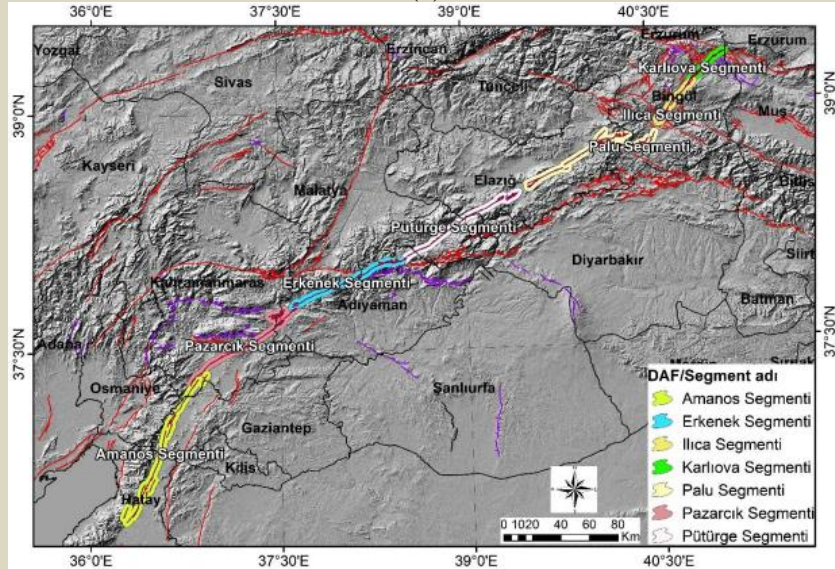 36°0'E 37°30'E 39°0'E 40°30'E
Yozgat
Erzincan
Erzurum
Erzurum
Karlıova Segmenti
Sivas
Tunceli
Bingöl
39°0'N
39°0'N
Ilıca Segmenti
Muş
Kayseri
Palu Segmenti
Elazığ
Bitlis
Malatya
Pütürge Segmenti
Diyarbakır
Siirt
Kahramanmaraş
Erkenek Segmenti
Adıyaman
Batman
Adana
37°30'N
37°30'N
Pazarcık Segmenti
Osmaniye
Şanlıurfa
Gaziantep
Amanos Segmenti
Kilis
Hatay
DAF/Segment adı
Amanos Segmenti
Erkenek Segmenti
Ilıca Segmenti
Karlıova Segmenti
Palu Segmenti
Pazarcık Segmenti
Pütürge Segmenti
0 10 20 40 60 80
Km
36°0'E 37°30'E 39°0'E 40°30'E